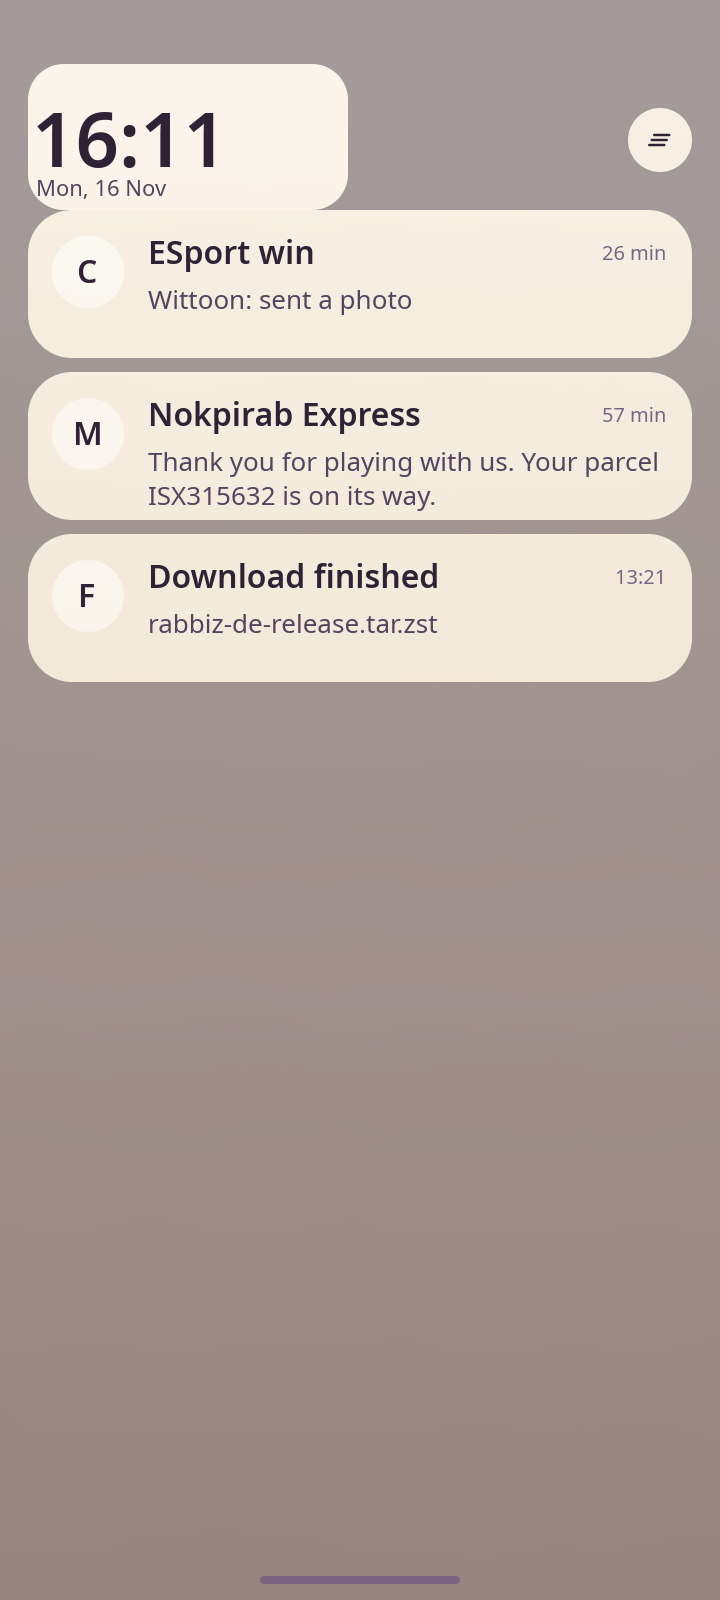 16:11
Mon, 16 Nov
C
ESport win
26 min
Wittoon: sent a photo
M
Nokpirab Express
57 min
Thank you for playing with us. Your parcel
ISX315632 is on its way.
F
Download finished
13:21
rabbiz-de-release.tar.zst